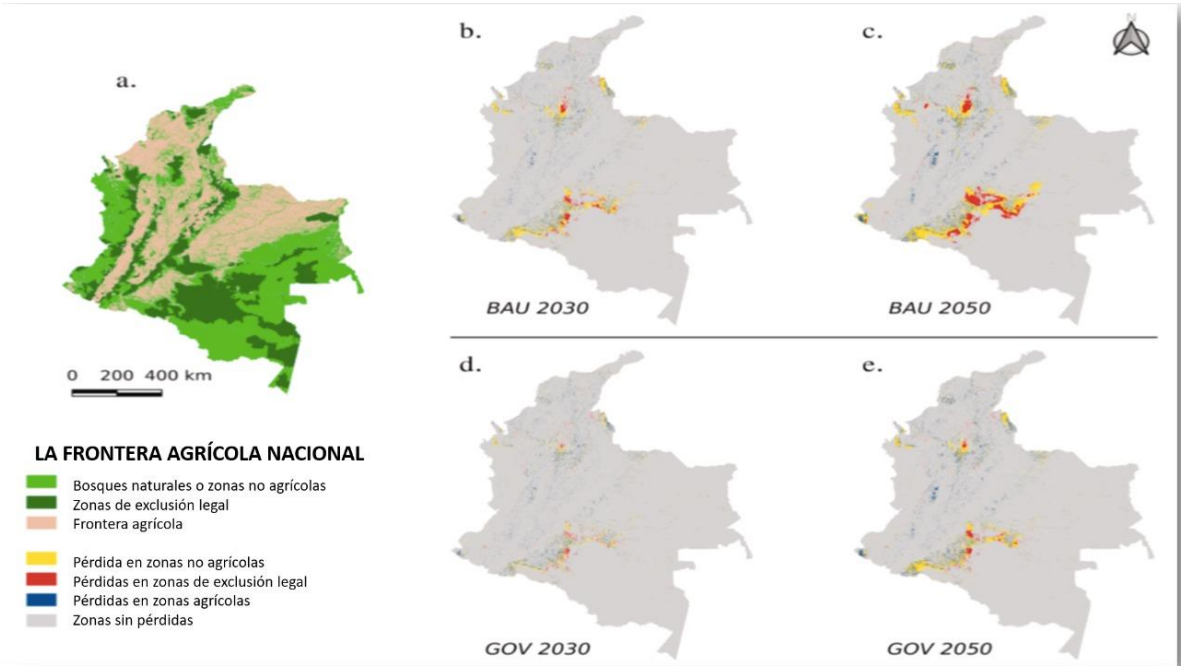 a.
0 200 400 km
LA FRONTERA AGRÍCOLA NACIONAL
Bosques naturales o zonas no agrícolas
Zonas de exclusión legal
Frontera agrícola
Pérdida en zonas no agrícolas
Pérdidas en zonas de exclusión legal
Pérdidas en zonas agrícolas
Zonas sin pérdidas
b.
BAU 2030
c.
N
BAU 2050
d.
GOV 2030
e.
GOV 2050